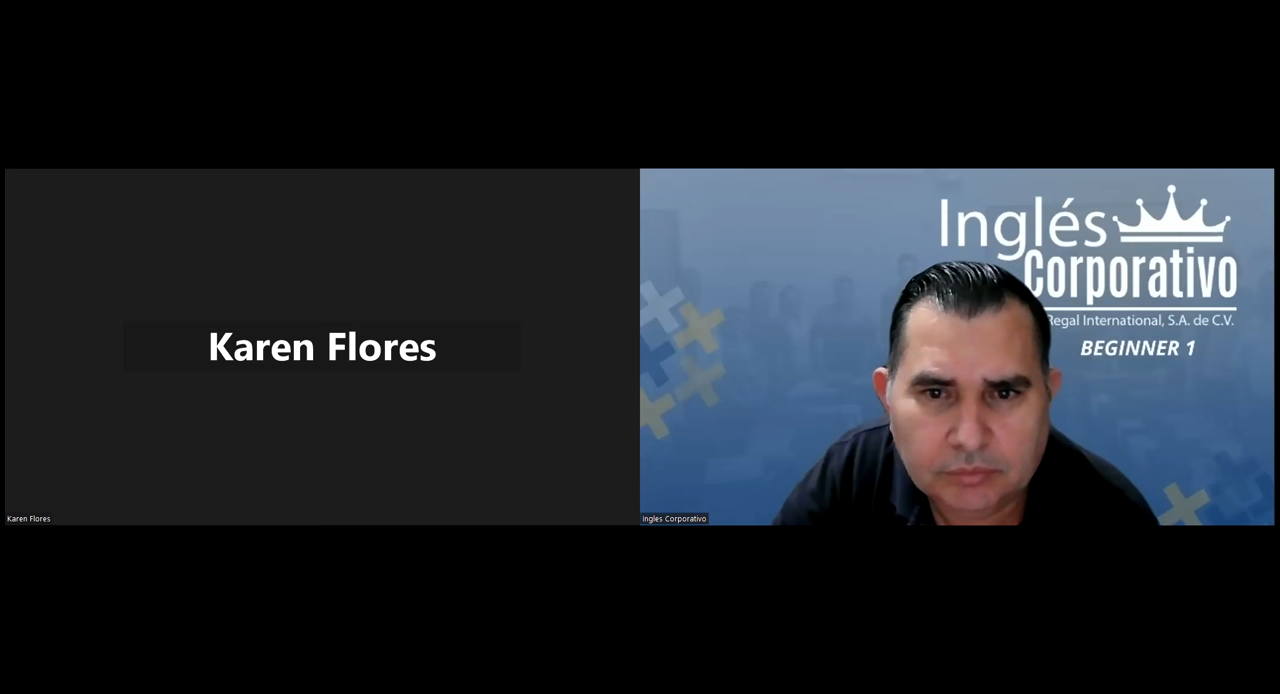 Karen Flores
Karen Flores
Inglés
Corporativo
Regal International, S.A. de C.V.
BEGINNER 1
Ingles Corporativo